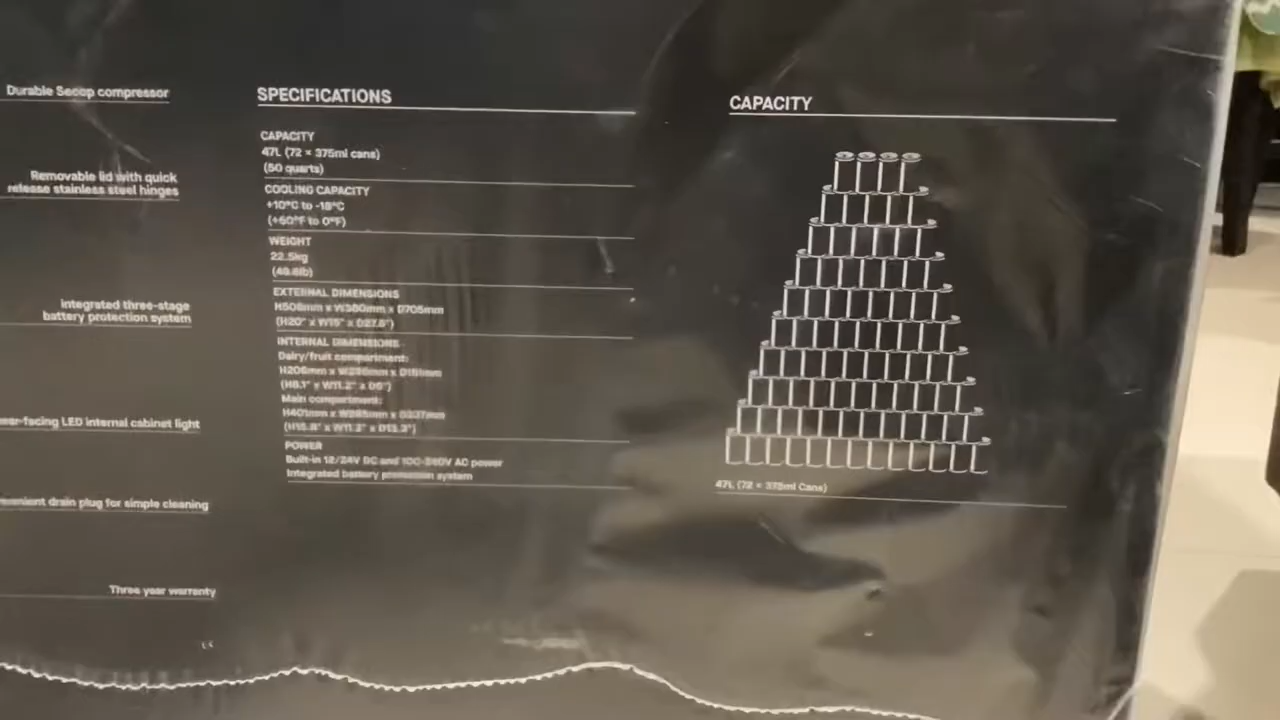 Durable Secop compressor
Removable lid with quick
release stainless steel hinges
integrated three-stage
battery protection system
LED internal cabinet light
drain plug for simple cleaning
Three year warranty
SPECIFICATIONS
CAPACITY
47L (72 × 375ml cans)
(50 quarts)
COOLING CAPACITY
+10°C to -18°C
(+50°F to 0°F)
WEIGHT
22.5kg
EXTERNAL DIMENSIONS
H508mm x W380mm x D705mm
INTERNAL DIMENSIONS
Dairy/fruit compartment:
Main compartment:
POWER
Built-in 12/24V DC and AC power
Integrated battery protection system
CAPACITY
47L (72 × 375ml Cans)